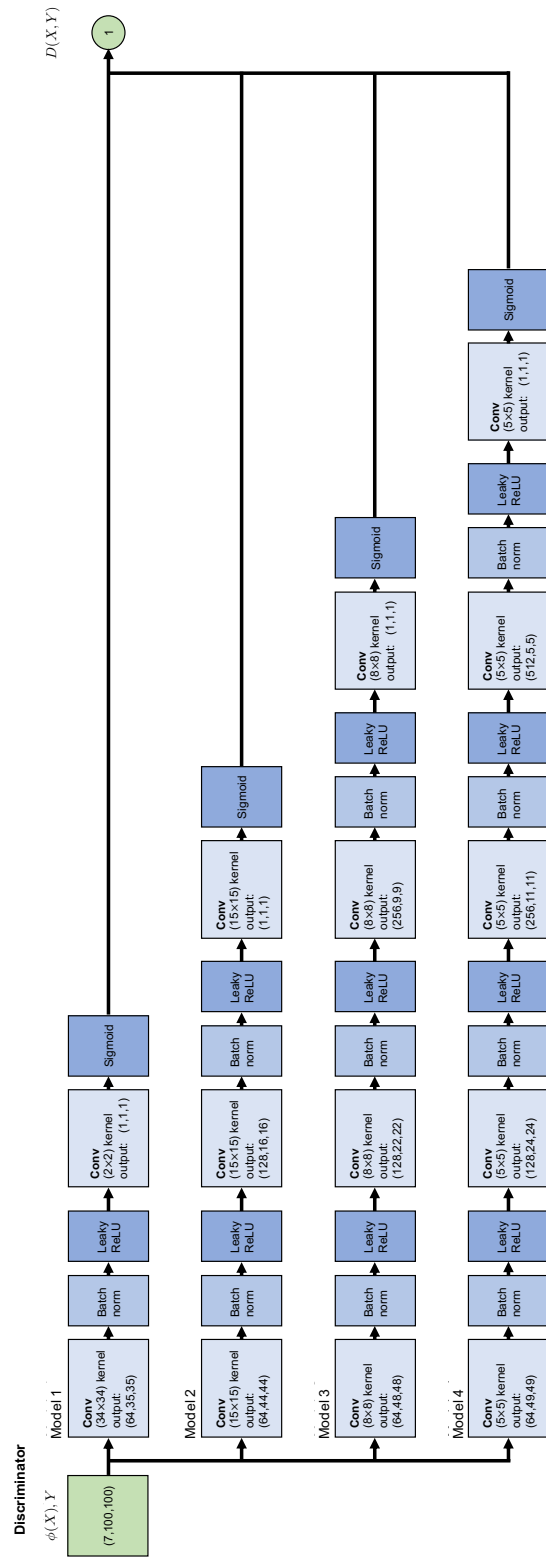 Discriminator
ϕ(X), Y
(7,100,100)
Model 1
Conv
(34×34) kernel
output:
(64,35,35)
Batch
norm
Leaky
ReLU
Conv
(2×2) kernel
output: (1,1,1)
Sigmoid
D(X,Y)
1
Model 2
Conv
(15×15) kernel
output:
(64,44,44)
Batch
norm
Leaky
ReLU
Conv
(15×15) kernel
output:
(128,16,16)
Batch
norm
Leaky
ReLU
Conv
(15×15) kernel
output:
(1,1,1)
Sigmoid
Model 3
Conv
(8×8) kernel
output:
(64,48,48)
Batch
norm
Leaky
ReLU
Conv
(8×8) kernel
output:
(128,22,22)
Batch
norm
Leaky
ReLU
Conv
(8×8) kernel
output:
(256,9,9)
Batch
norm
Leaky
ReLU
Conv
(8×8) kernel
output: (1,1,1)
Sigmoid
Model 4
Conv
(5×5) kernel
output:
(64,49,49)
Batch
norm
Leaky
ReLU
Conv
(5×5) kernel
output:
(128,24,24)
Batch
norm
Leaky
ReLU
Conv
(5×5) kernel
output:
(256,11,11)
Batch
norm
Leaky
ReLU
Conv
(5×5) kernel
output:
(512,5,5)
Batch
norm
Leaky
ReLU
Conv
(5×5) kernel
output: (1,1,1)
Sigmoid